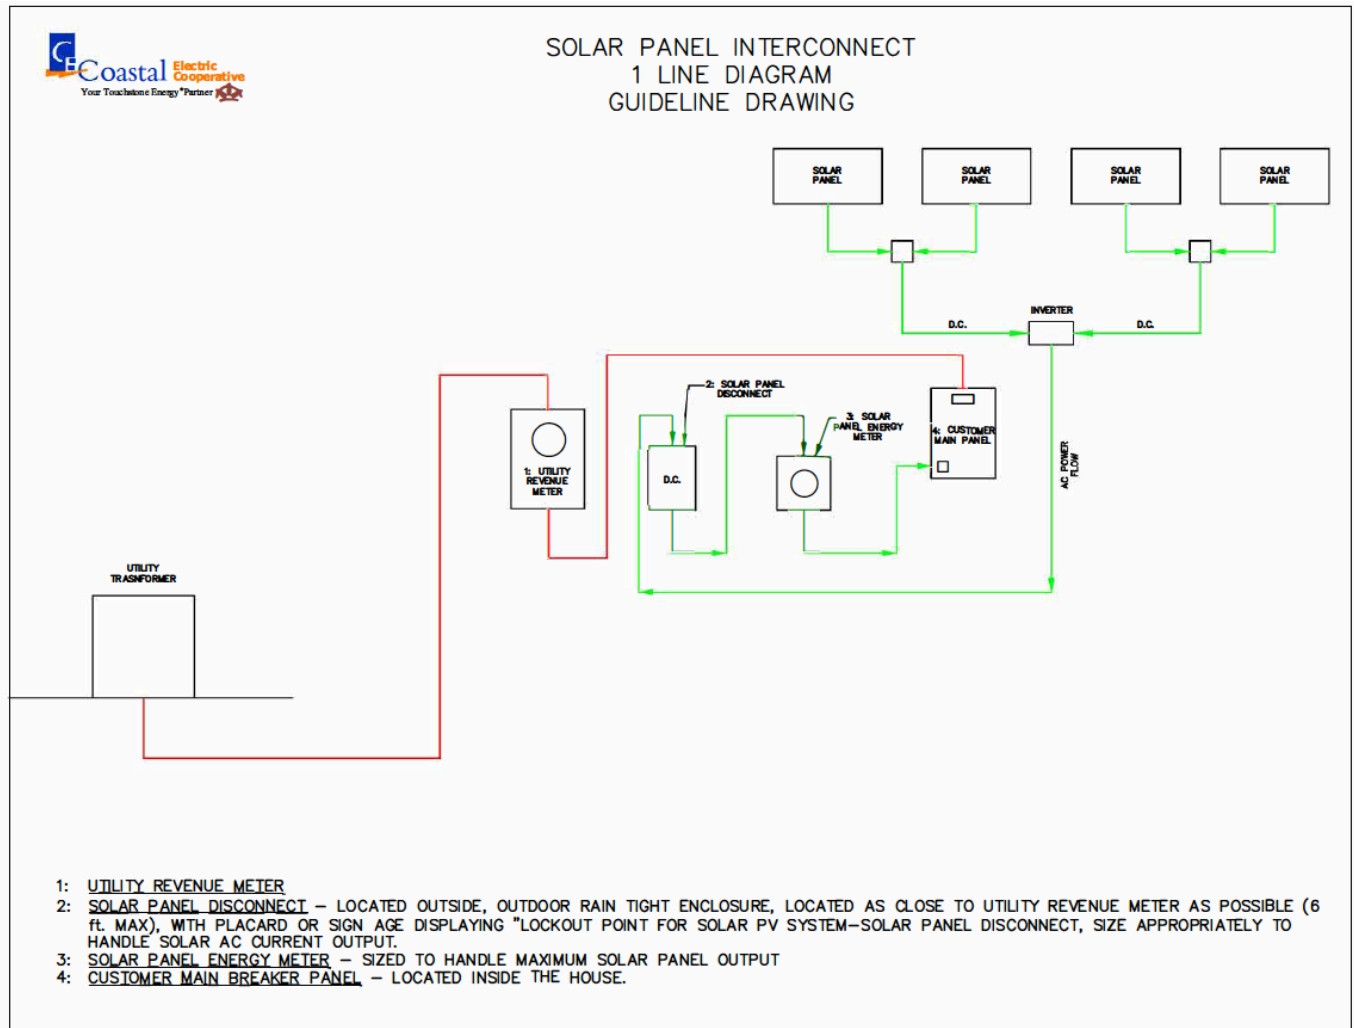 CE Coastal Electric
Cooperative
Your Touchstone Energy® Partner
SOLAR PANEL INTERCONNECT
1 LINE DIAGRAM
GUIDELINE DRAWING
SOLAR
PANEL
SOLAR
PANEL
SOLAR
PANEL
SOLAR
PANEL
INVERTER
D.C.
D.C.
2: SOLAR PANEL
DISCONNECT
3: SOLAR
PANEL ENERGY
METER
4: CUSTOMER
MAIN PANEL
1: UTILITY
REVENUE
METER
D.C.
AC POWER
FLOW
UTILITY
TRASNFORMER
1: UTILITY REVENUE METER
2: SOLAR PANEL DISCONNECT – LOCATED OUTSIDE, OUTDOOR RAIN TIGHT ENCLOSURE, LOCATED AS CLOSE TO UTILITY REVENUE METER AS POSSIBLE (6
ft. MAX), WITH PLACARD OR SIGN AGE DISPLAYING "LOCKOUT POINT FOR SOLAR PV SYSTEM–SOLAR PANEL DISCONNECT, SIZE APPROPRIATELY TO
HANDLE SOLAR AC CURRENT OUTPUT.
3: SOLAR PANEL ENERGY METER – SIZED TO HANDLE MAXIMUM SOLAR PANEL OUTPUT
4: CUSTOMER MAIN BREAKER PANEL – LOCATED INSIDE THE HOUSE.